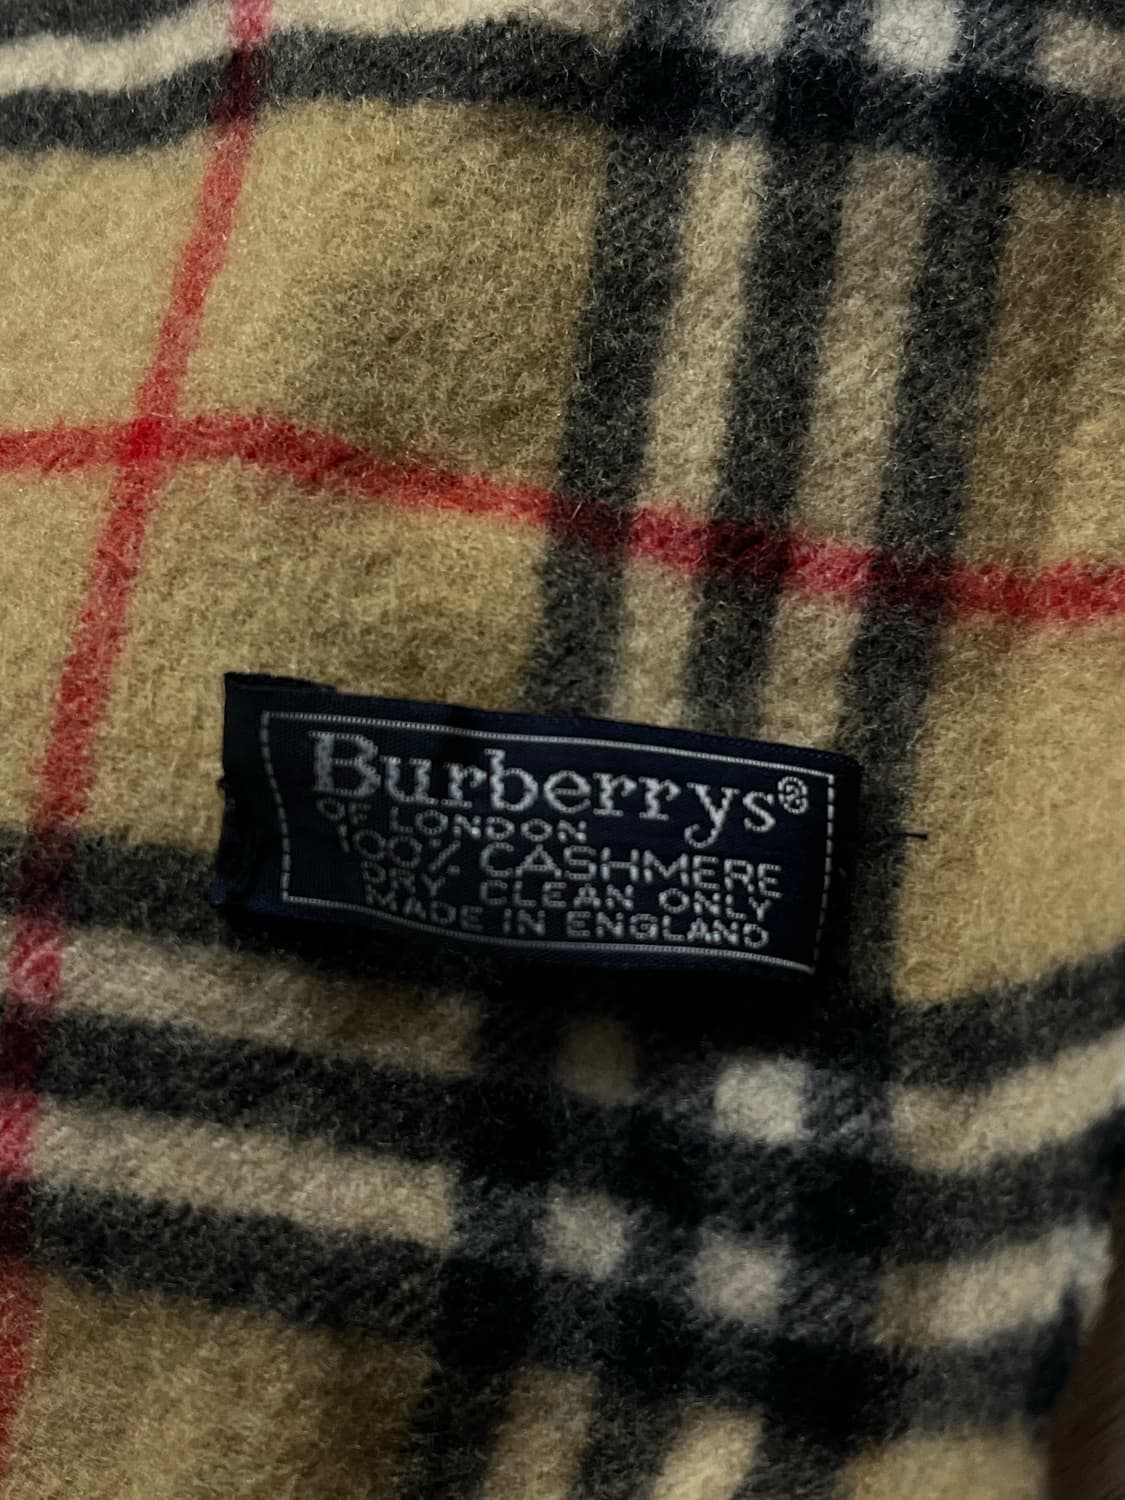 Burberrys®
OF LONDON
100% CASHMERE
DRY CLEAN ONLY
MADE IN ENGLAND